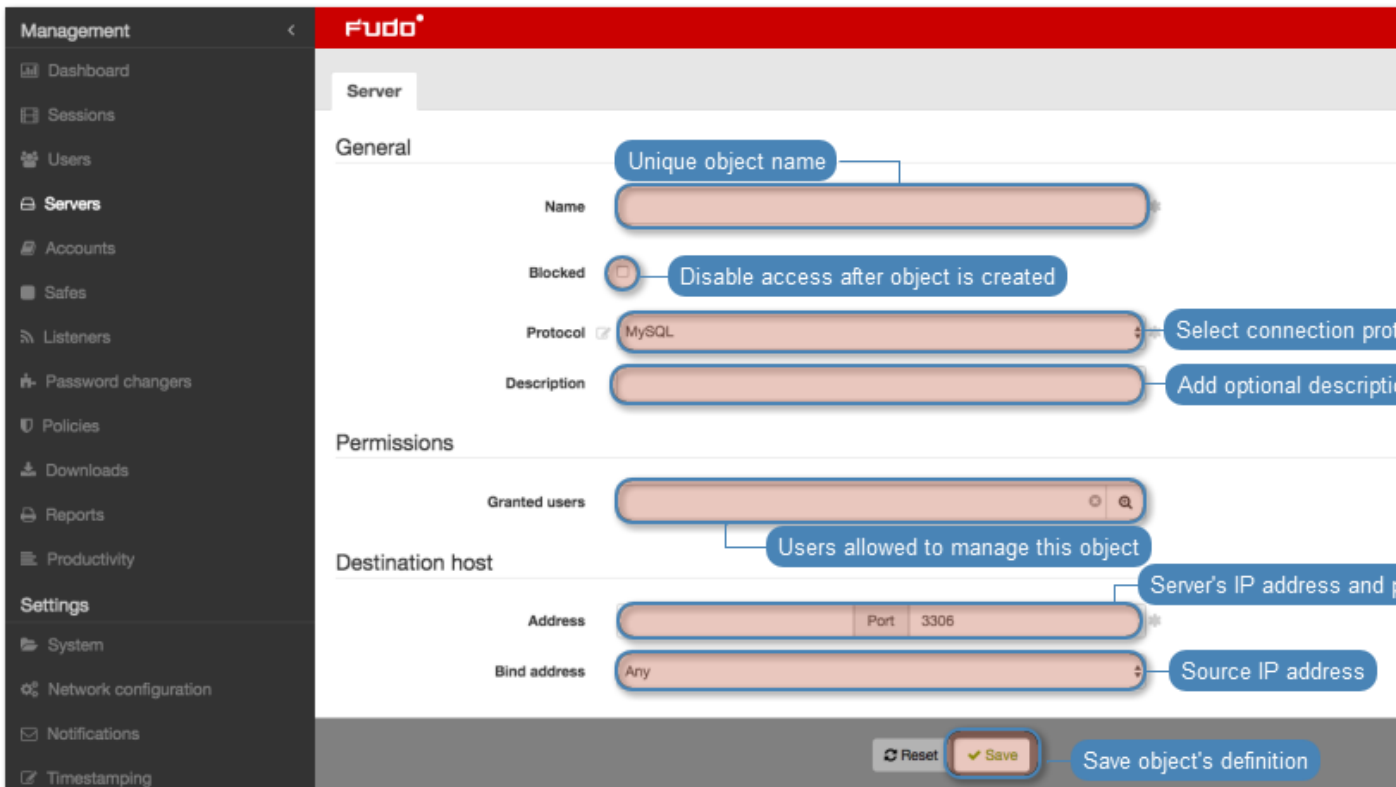 Management
Fudo
Dashboard
Server
Sessions
General
Users
Unique object name
Servers
Name
Accounts
Blocked
Disable access after object is created
Safes
Listeners
Protocol
MySQL
Select connection
Password changers
Description
Add optional
Policies
Permissions
Downloads
Granted users
Reports
Users allowed to manage this object
Productivity
Destination host
Settings
Server's IP address and
Address
Port
3306
System
Bind address
Any
Source IP address
Network configuration
Notifications
Reset
Save
Save object's definition
Timestamping